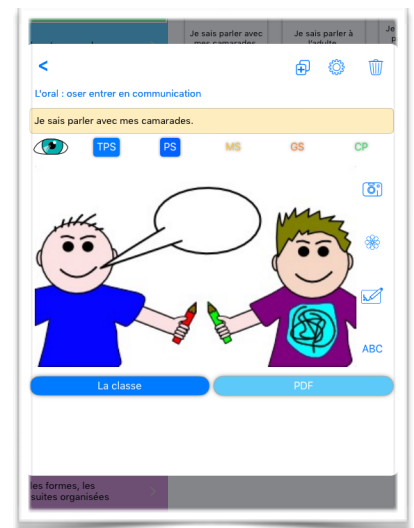 Je sais parler avec
mes camarades
Je sais parler à
l'adulte
Je
<
L'oral : oser entrer en communication
Je sais parler avec mes camarades.
TPS
PS
MS
GS
CP
ABC
La classe
PDF
les formes, les
suites organisées